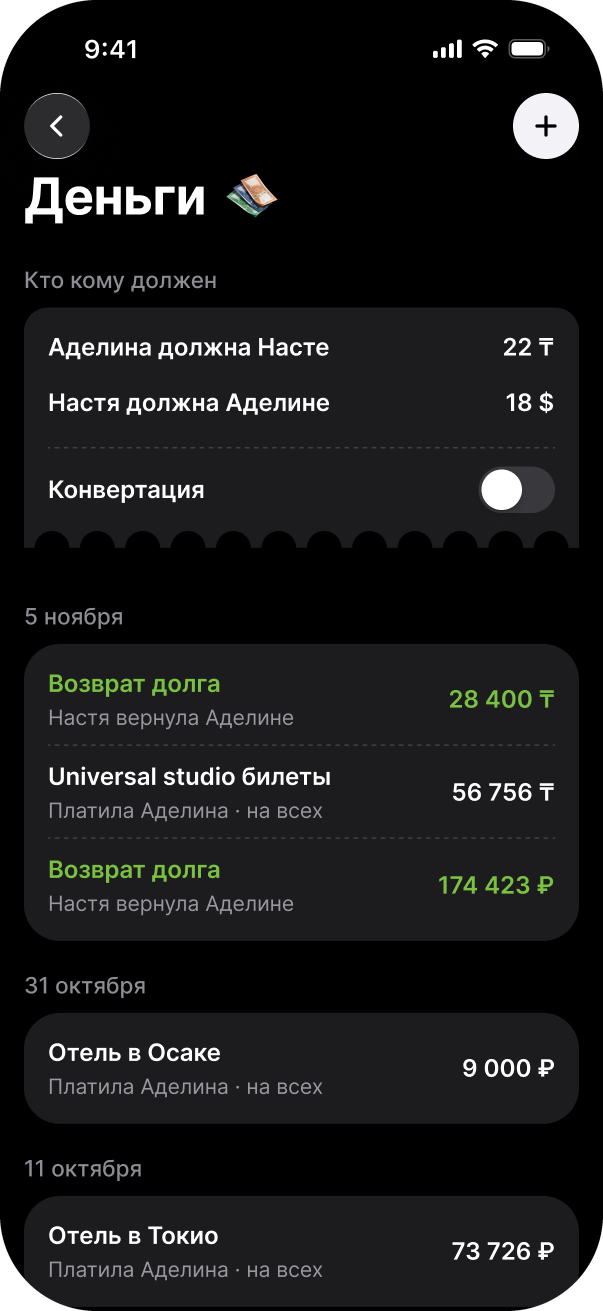 9:41
Деньги
Кто кому должен
Аделина должна Насте 22 ₸
Настя должна Аделине 18 $
Конвертация
5 ноября
Возврат долга
28 400 ₸
Настя вернула Аделине
Universal studio билеты
56 756 ₸
Платила Аделина · на всех
Возврат долга
174 423 ₽
Настя вернула Аделине
31 октября
Отель в Осаке
9 000 ₽
Платила Аделина · на всех
11 октября
Отель в Токио
73 726 ₽
Платила Аделина · на всех